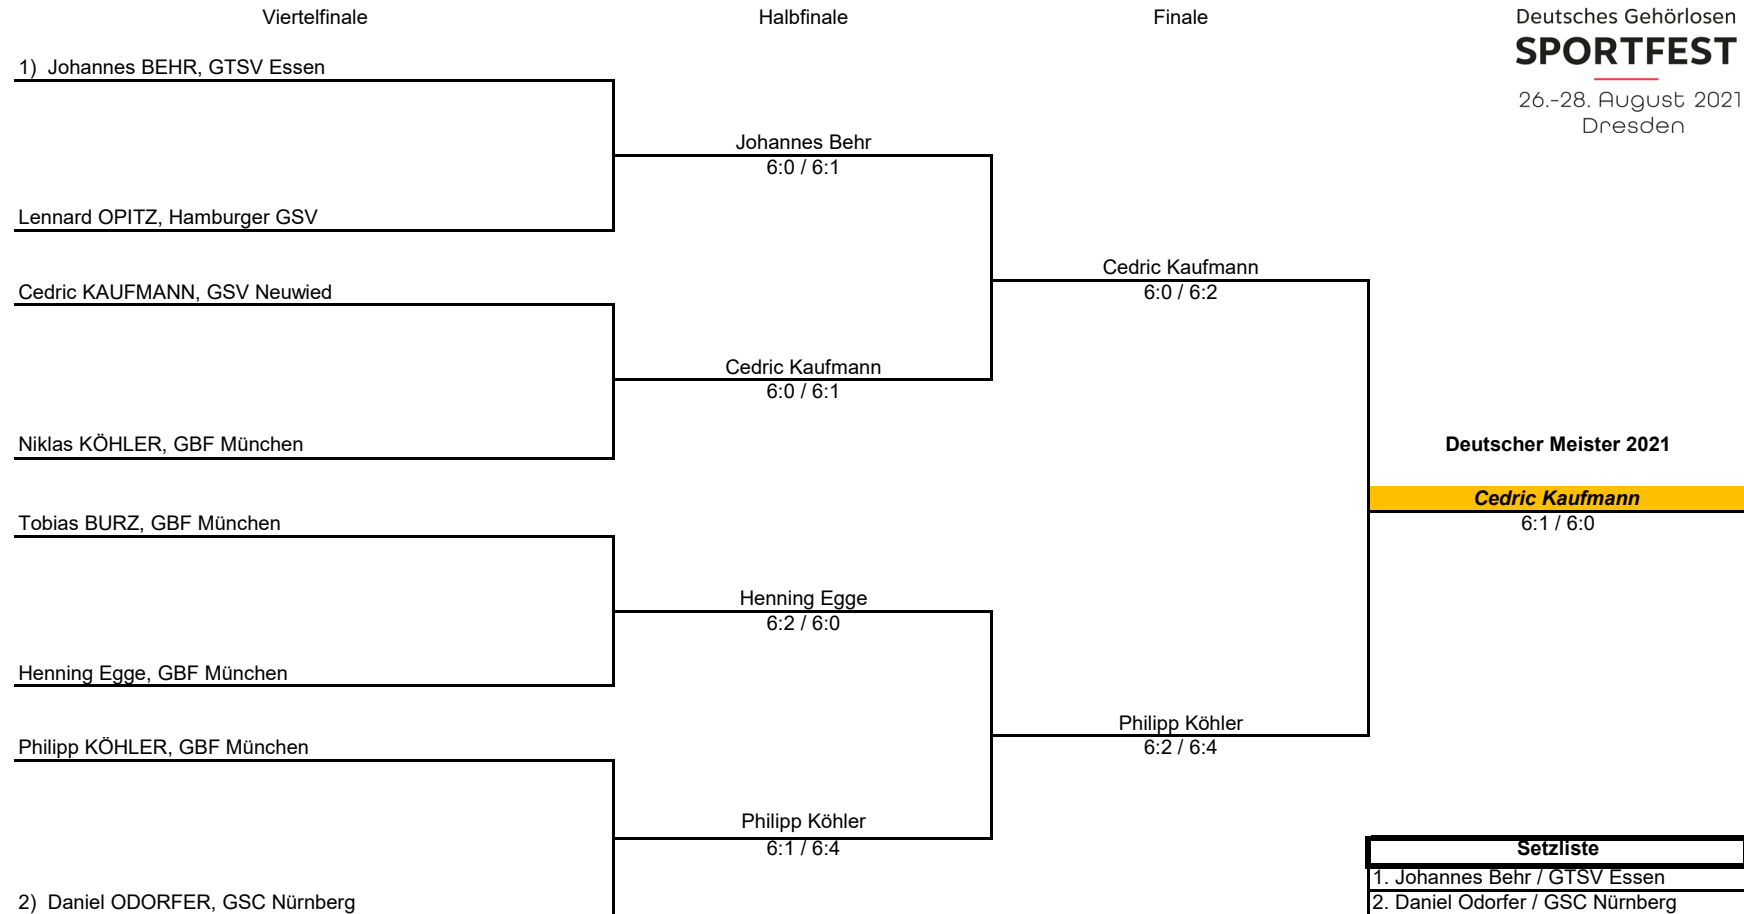 Viertelfinale
Halbfinale
Finale
Deutsches Gehörlosen
SPORTFEST
26.-28. August 2021
Dresden
1) Johannes BEHR, GTSV Essen
Johannes Behr
6:0 / 6:1
Lennard OPITZ, Hamburger GSV
Cedric Kaufmann
6:0 / 6:2
Cedric KAUFMANN, GSV Neuwied
Cedric Kaufmann
6:0 / 6:1
Niklas KÖHLER, GBF München
Deutscher Meister 2021
Cedric Kaufmann
6:1 / 6:0
Tobias BURZ, GBF München
Henning Egge
6:2 / 6:0
Henning Egge, GBF München
Philipp Köhler
6:2 / 6:4
Philipp KÖHLER, GBF München
Philipp Köhler
6:1 / 6:4
2) Daniel ODORFER, GSC Nürnberg
Setzliste
1. Johannes Behr / GTSV Essen
2. Daniel Odorfer / GSC Nürnberg